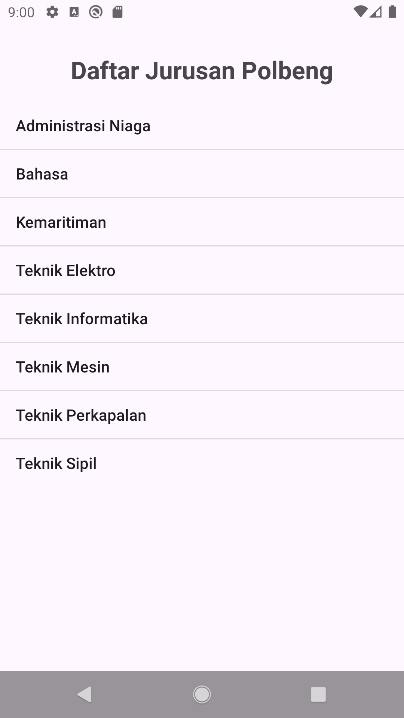 9:00
Daftar Jurusan Polbeng
Administrasi Niaga
Bahasa
Kemaritiman
Teknik Elektro
Teknik Informatika
Teknik Mesin
Teknik Perkapalan
Teknik Sipil